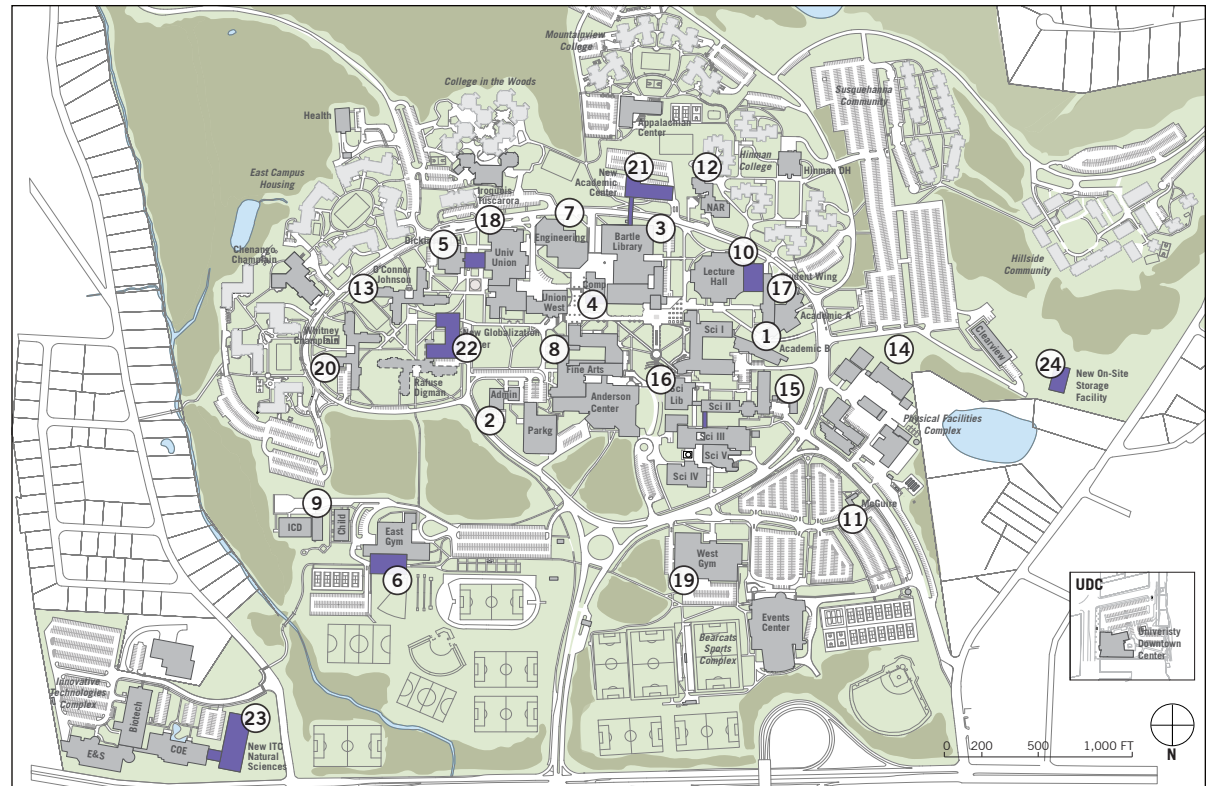 Mountainview
College
College in the Woods
Susquehanna
Community
Health
Appalachian
Center
21
12
Hinman
College
Hinman DH
East Campus
Housing
New
Academic
Center
Iroquois
Tuscarora
NAR
18
7
3
Engineering
Bartle
Library
Dickin
5
Univ
Union
10
Chenango
Champlain
Lecture
Hall
Student Wing
Hillside
Community
O'Connor
Johnson
13
Comp
17
Union
West
4
Academic A
Whitney
New Globalization
22
8
Sci I
1
Academic B
14
Clearview
20
Fine Arts
16
24
New On-Site
Storage
Facility
Rafuse
Digman
Admin
Anderson
Center
Sci
Lib
Sci II
15
2
Parkg
Physical Facilities
Complex
Sci III
Sci V
Sci IV
9
ICD
Child
East
Gym
McGuire
11
6
West
Gym
19
UDC
Events
Center
Bearcats
Sports
Complex
Univeristy
Downtown
Center
Innovative
Technologies
Complex
Biotech
23
E&S
COE
New ITC
Natural
Sciences
0 200 500 1,000 FT
N